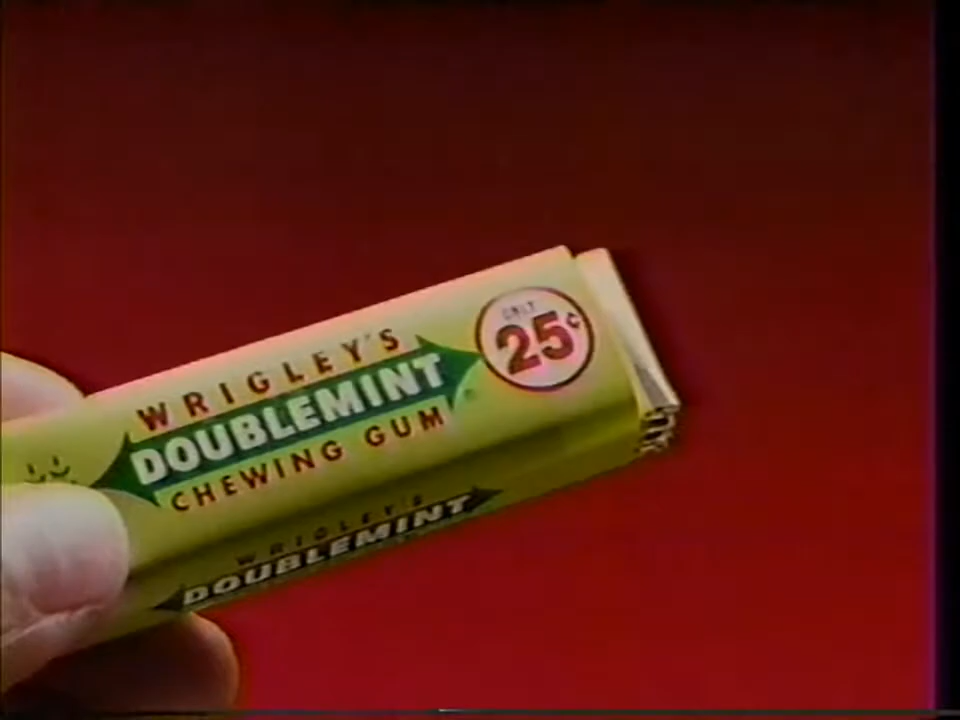 WRIGLEY'S
DOUBLEMINT
CHEWING GUM
ONLY
25¢
WRIGLEY'S
DOUBLEMINT